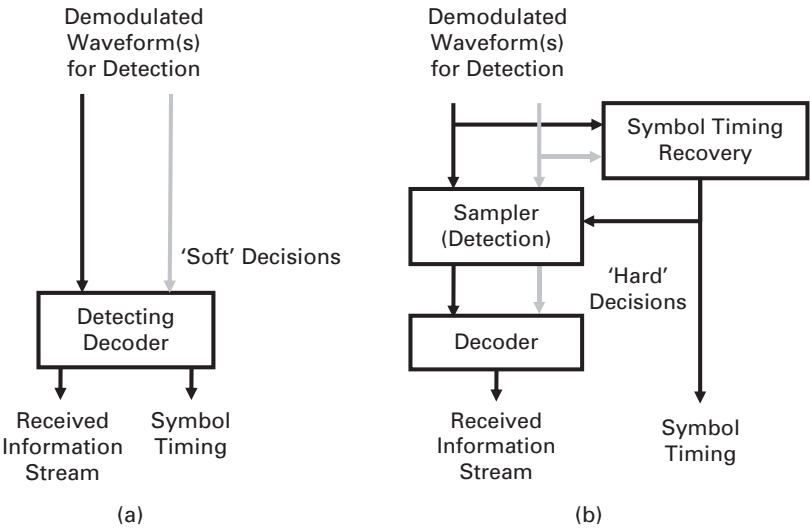 Demodulated
Waveform(s)
for Detection
'Soft' Decisions
Detecting
Decoder
Received
Information
Stream
Symbol
Timing
(a)
Demodulated
Waveform(s)
for Detection
Symbol Timing
Recovery
Sampler
(Detection)
'Hard'
Decisions
Decoder
Received
Information
Stream
Symbol
Timing
(b)